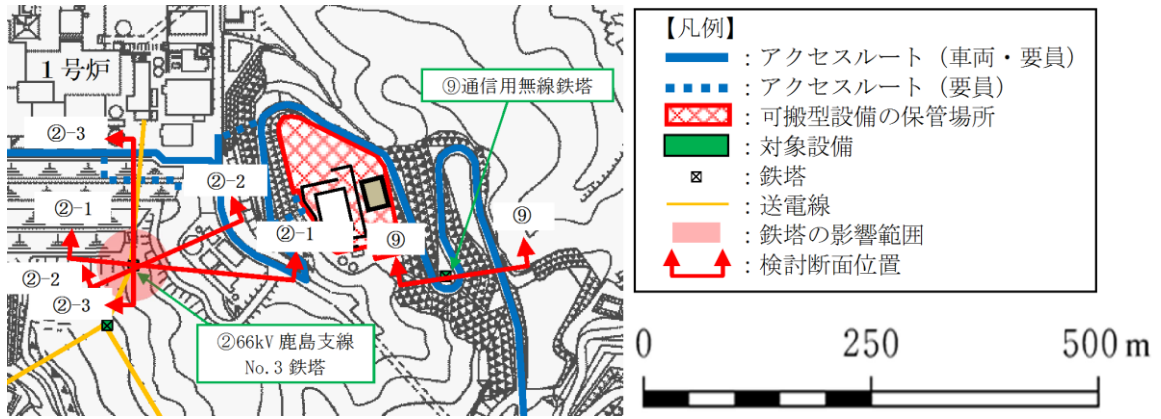 1号炉
⑨通信用無線鉄塔
②-3
②-2
②-1
②-1
⑨
⑨
②-2
②-3
②66kV 鹿島支線
No.3 鉄塔
【凡例】
：アクセスルート（車両・要員）
：アクセスルート（要員）
：可搬型設備の保管場所
：対象設備
：鉄塔
：送電線
：鉄塔の影響範囲
：検討断面位置
0 250 500 m